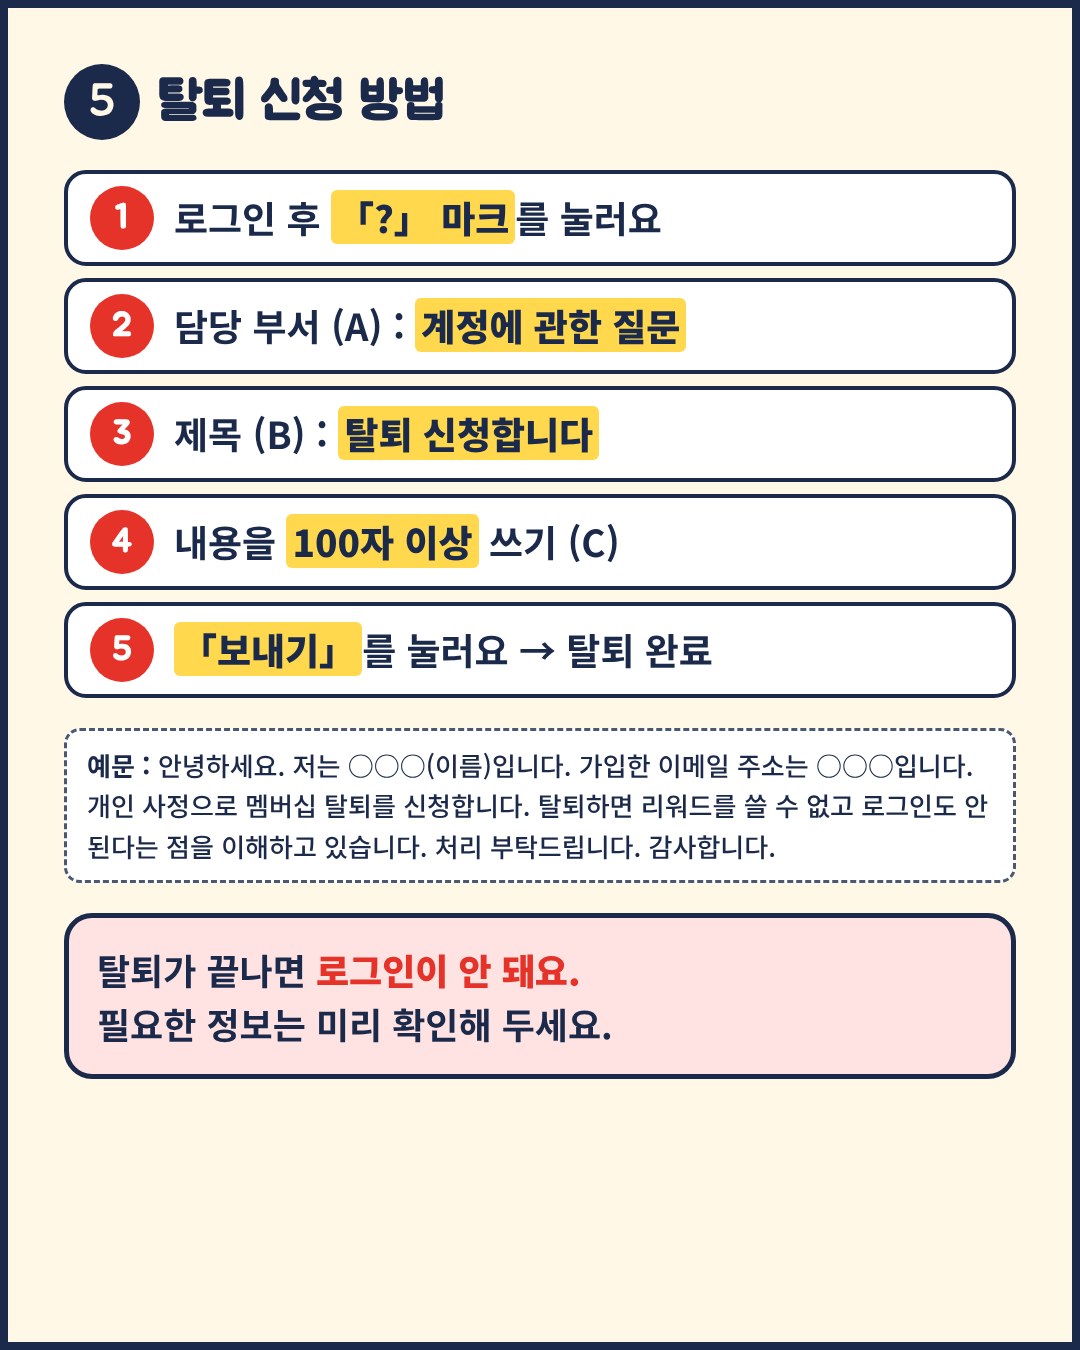 5 탈퇴 신청 방법
1 로그인 후 「?」 마크를 눌러요
2 담당 부서 (A) : 계정에 관한 질문
3 제목 (B) : 탈퇴 신청합니다
4 내용을 100자 이상 쓰기 (C)
5 「보내기」를 눌러요 → 탈퇴 완료
예문 : 안녕하세요. 저는 〇〇〇(이름)입니다. 가입한 이메일 주소는 〇〇〇입니다.
개인 사정으로 멤버십 탈퇴를 신청합니다. 탈퇴하면 리워드를 쓸 수 없고 로그인도 안
된다는 점을 이해하고 있습니다. 처리 부탁드립니다. 감사합니다.
탈퇴가 끝나면 로그인이 안 돼요.
필요한 정보는 미리 확인해 두세요.